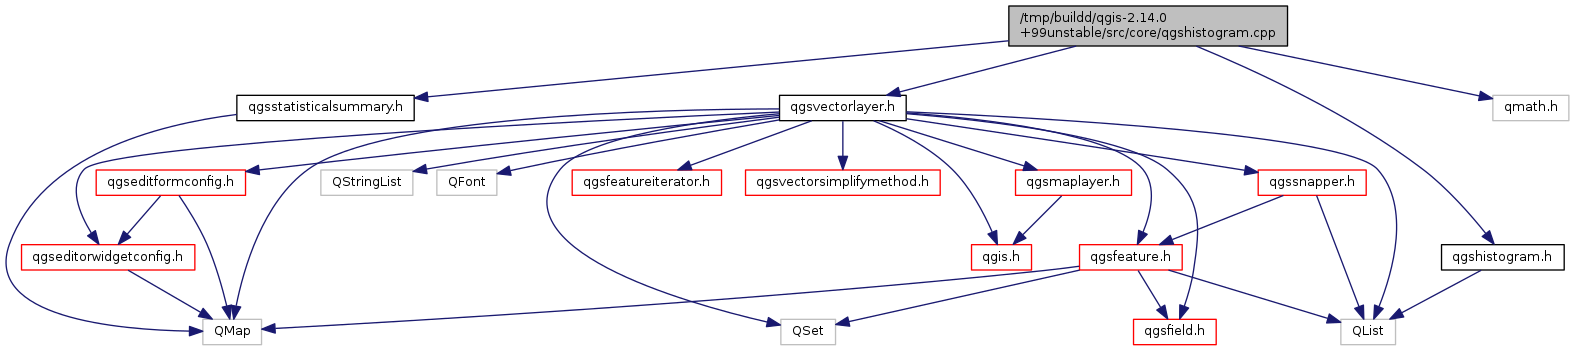 /tmp/buildd/qgis-2.14.0
+99unstable/src/core/qgshistogram.cpp
qgsstatisticalsummary.h
qgsvectorlayer.h
qmath.h
qgseditformconfig.h
QStringList
QFont
qgsfeatureiterator.h
qgsvectorsimplifymethod.h
qgsmaplayer.h
qgssnapper.h
qgseditorwidgetconfig.h
qgis.h
qgsfeature.h
qgshistogram.h
QMap
QSet
qgsfield.h
QList